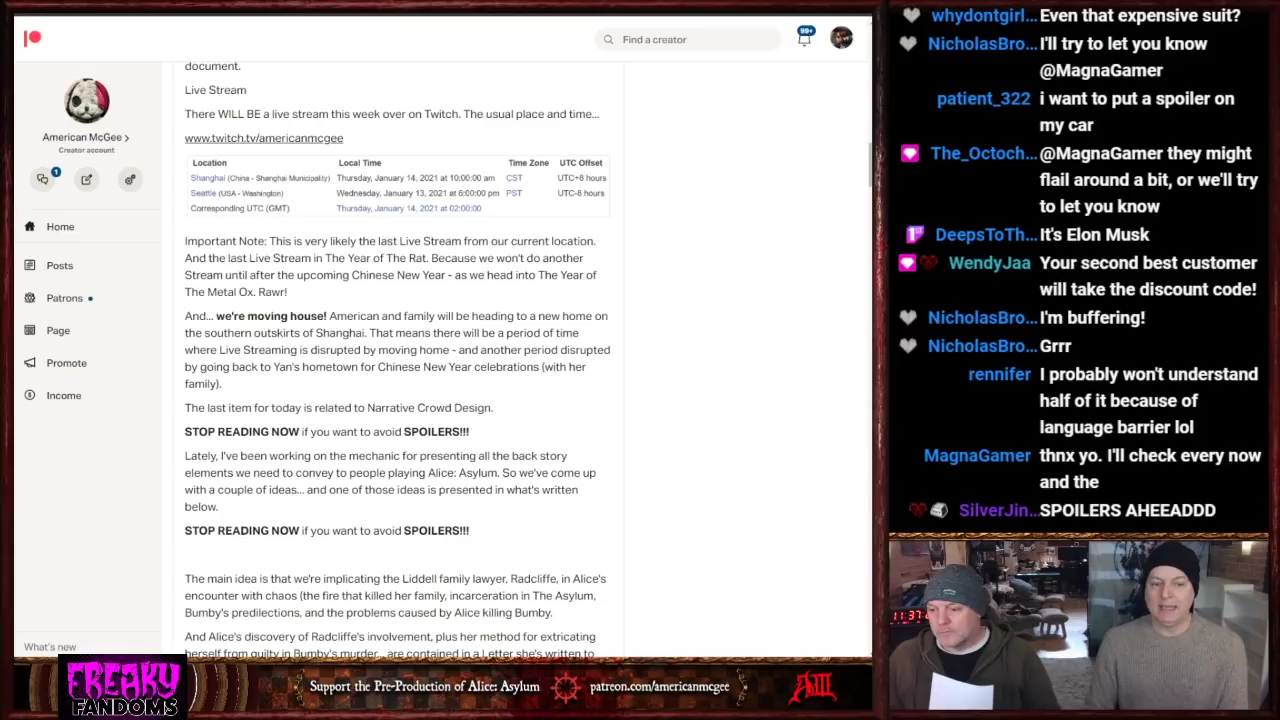 Find a creator
99+
American McGee
Creator account
1
Home
Posts
Patrons
Page
Promote
Income
What's new
document.
Live Stream
There WILL BE a live stream this week over on Twitch. The usual place and time...
www.twitch.tv/americanmcgee
Location Local Time Time Zone UTC Offset
Shanghai (China - Shanghai Municipality) Thursday, January 14, 2021 at 10:00:00 am CST UTC+8 hours
Seattle (USA - Washington) Wednesday, January 13, 2021 at 6:00:00 pm PST UTC-8 hours
Corresponding UTC (GMT) Thursday, January 14, 2021 at 02:00:00
Important Note: This is very likely the last Live Stream from our current location.
And the last Live Stream in The Year of The Rat. Because we won't do another
Stream until after the upcoming Chinese New Year - as we head into The Year of
The Metal Ox. Rawr!
And... we're moving house! American and family will be heading to a new home on
the southern outskirts of Shanghai. That means there will be a period of time
where Live Streaming is disrupted by moving home - and another period disrupted
by going back to Yan's hometown for Chinese New Year celebrations (with her
family).
The last item for today is related to Narrative Crowd Design.
STOP READING NOW if you want to avoid SPOILERS!!!
Lately, I've been working on the mechanic for presenting all the back story
elements we need to convey to people playing Alice: Asylum. So we've come up
with a couple of ideas... and one of those ideas is presented in what's written
below.
STOP READING NOW if you want to avoid SPOILERS!!!
The main idea is that we're implicating the Liddell family lawyer, Radcliffe, in Alice's
encounter with chaos (the fire that killed her family, incarceration in The Asylum,
Bumby's predilections, and the problems caused by Alice killing Bumby.
And Alice's discovery of Radcliffe's involvement, plus her method for extricating
herself from guilty in Bumby's murder... are contained in a Letter she's written to
whydontgirl... Even that expensive suit?
NicholasBro... I'll try to let you know
@MagnaGamer
patient_322 i want to put a spoiler on
my car
The_Octoch... @MagnaGamer they might
flail around a bit, or we'll try
to let you know
DeepsToTh... It's Elon Musk
WendyJaa Your second best customer
will take the discount code!
NicholasBro... I'm buffering!
NicholasBro... Grrr
rennifer I probably won't understand
half of it because of
language barrier lol
MagnaGamer thnx yo. I'll check every now
and the
SilverJin... SPOILERS AHEEADDD
FREAKY
FANDOMS
Support the Pre-Production of Alice: Asylum patreon.com/americanmcgee